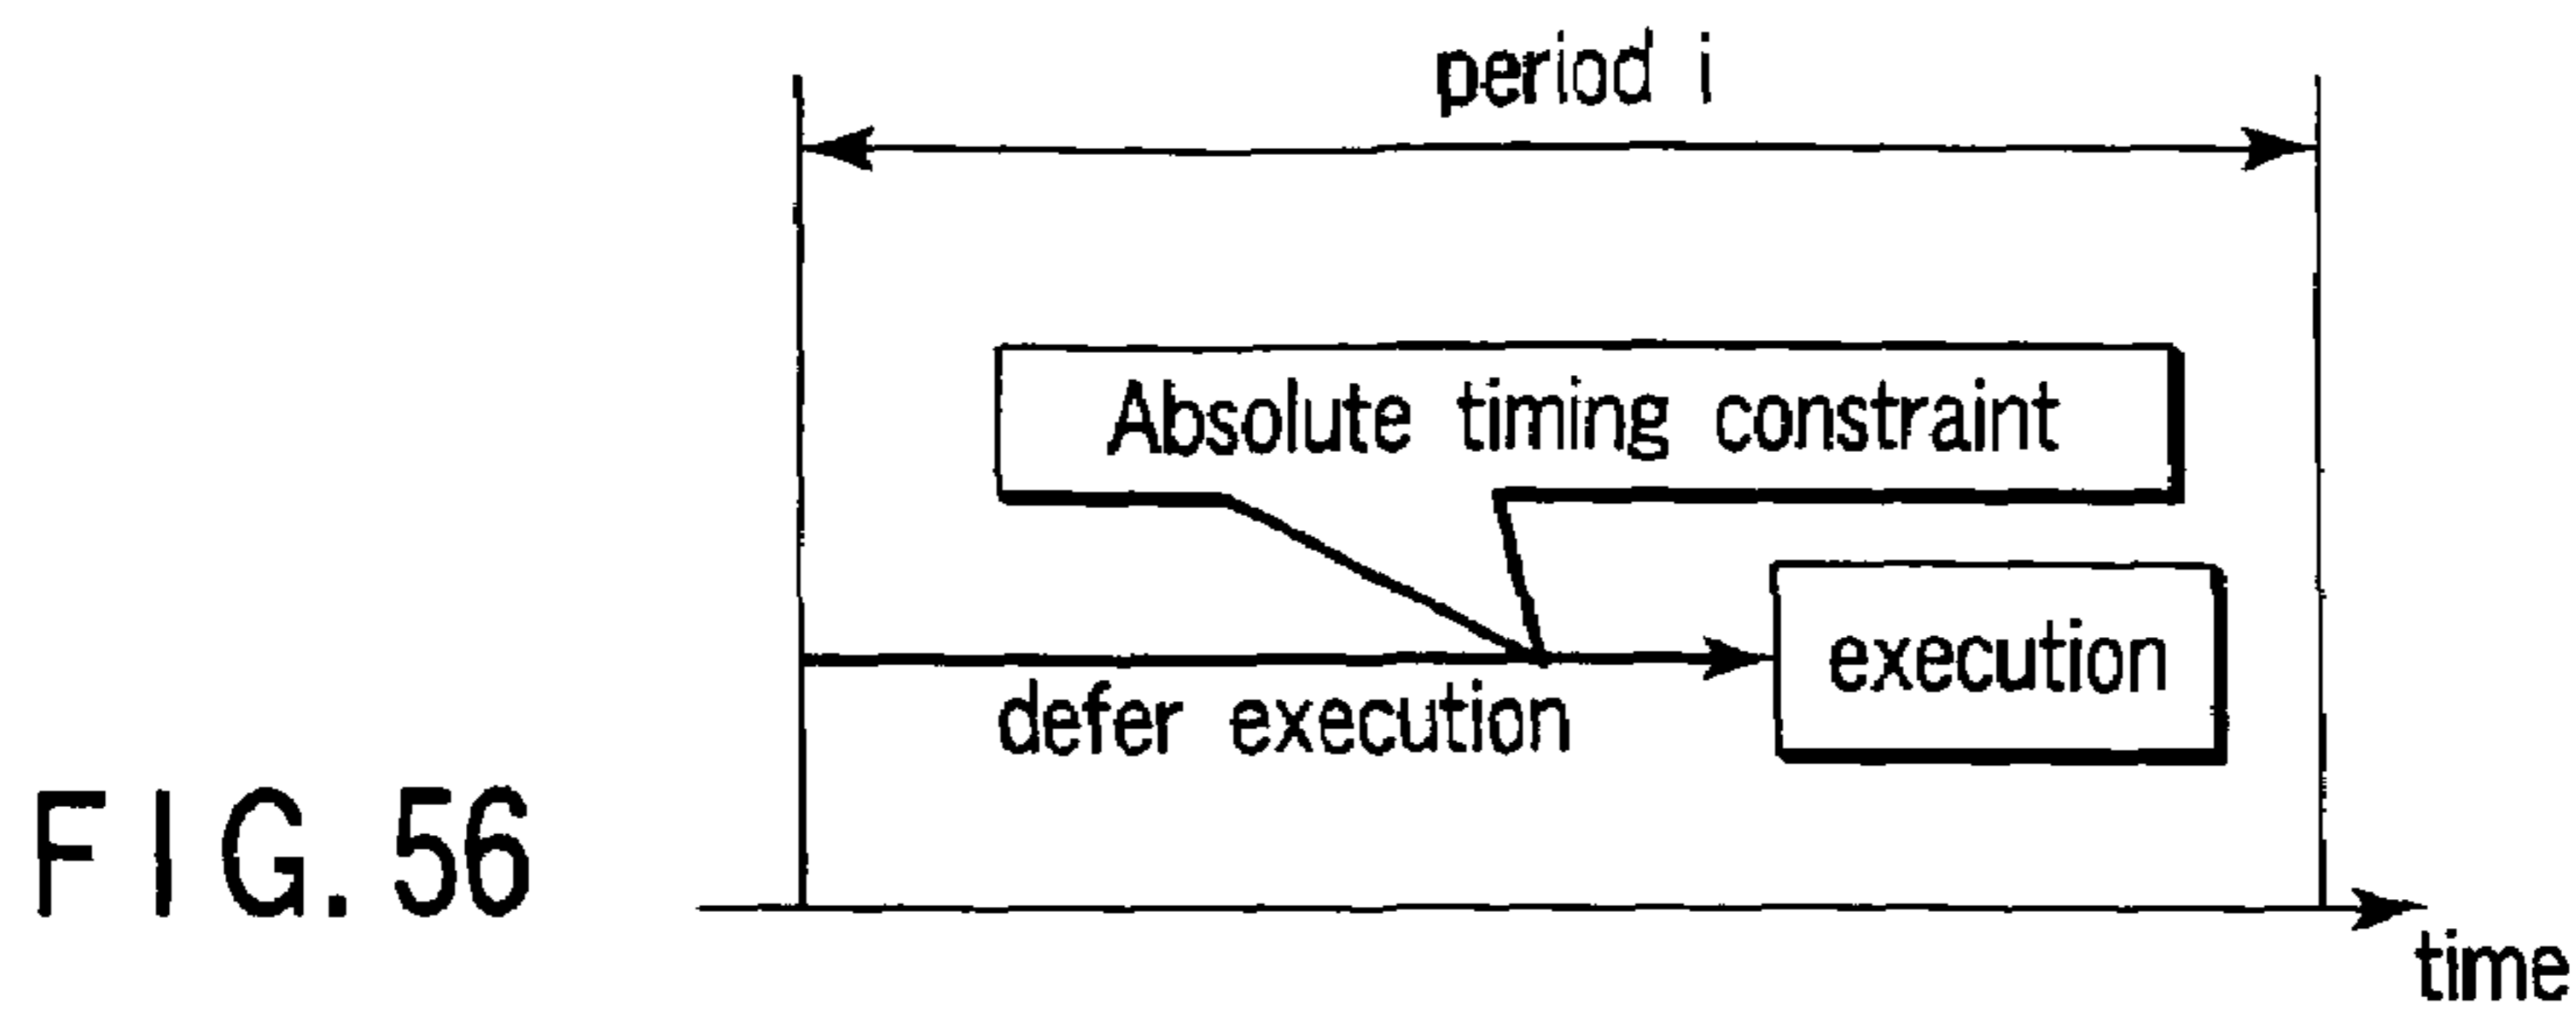 period i
Absolute timing constraint
execution
defer execution
FIG. 56
time